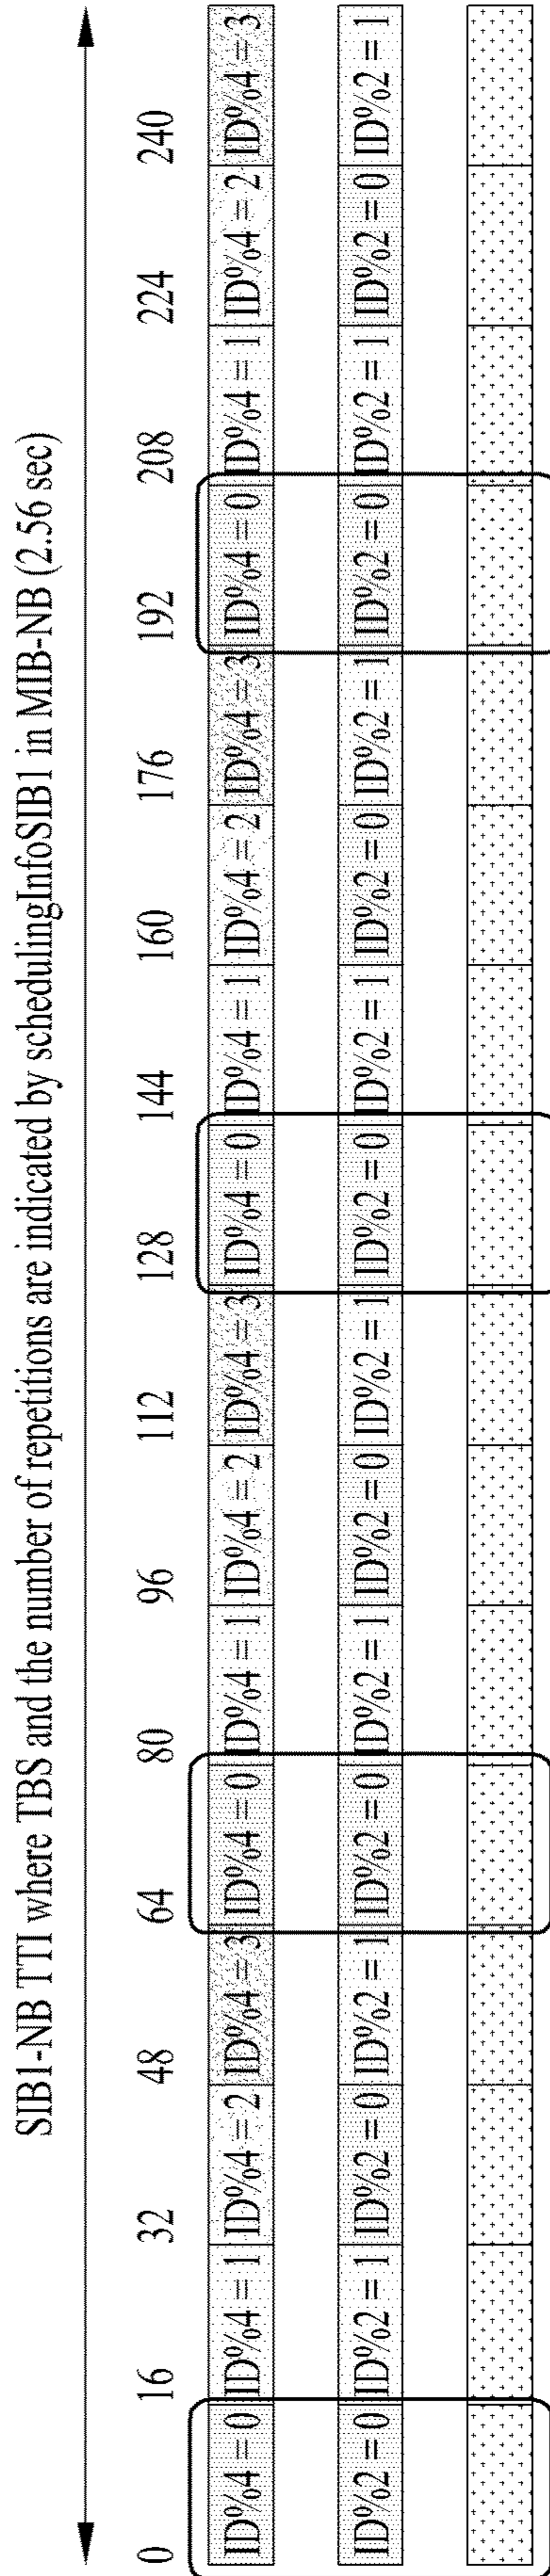 SIB1-NB TTI where TBS and the number of repetitions are indicated by schedulingInfoSIB1 in MIB-NB (2.56 sec)
0 16 32 48 64 80 96 112 128 144 160 176 192 208 224 240
ID%4 = 0 ID%4 = 1 ID%4 = 2 ID%4 = 3 ID%4 = 0 ID%4 = 1 ID%4 = 2 ID%4 = 3 ID%4 = 0 ID%4 = 1 ID%4 = 2 ID%4 = 3 ID%4 = 0 ID%4 = 1 ID%4 = 2 ID%4 = 3
ID%2 = 0 ID%2 = 1 ID%2 = 0 ID%2 = 1 ID%2 = 0 ID%2 = 1 ID%2 = 0 ID%2 = 1 ID%2 = 0 ID%2 = 1 ID%2 = 0 ID%2 = 1 ID%2 = 0 ID%2 = 1 ID%2 = 0 ID%2 = 1